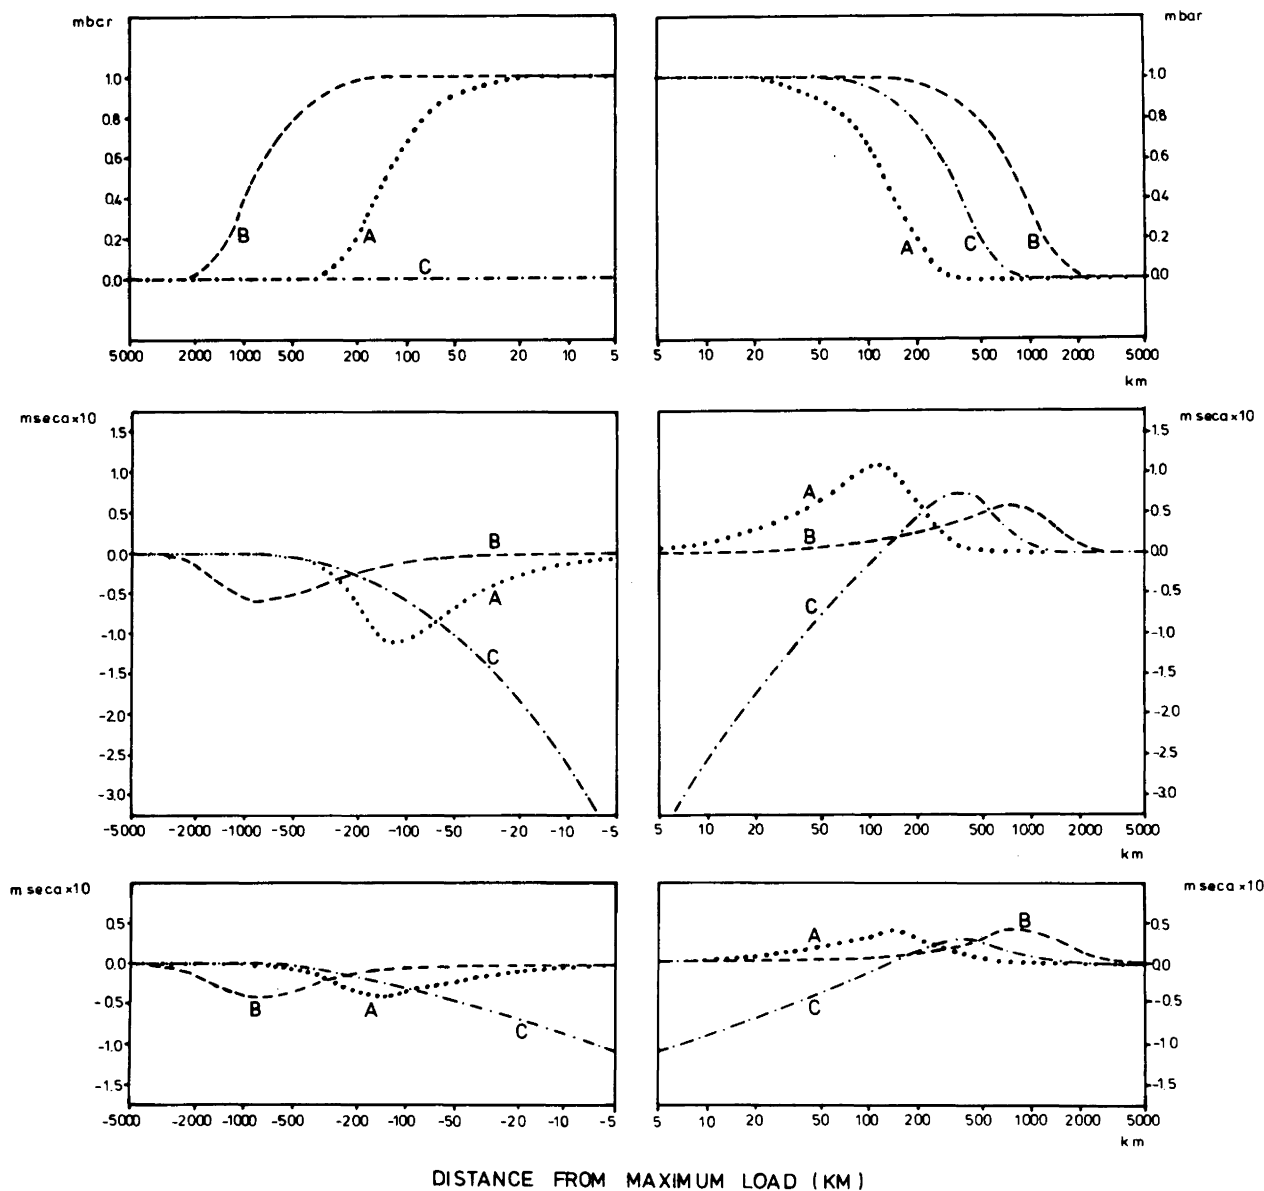 mbcr
mbar
1.0 0.8 0.6 0.4 0.2 0.0
B A C
5000 2000 1000 500 200 100 50 20 10 5
1.0 0.8 0.6 0.4 0.2 0.0
A C B
5 10 20 50 100 200 500 1000 2000 5000
km
mseca×10
m seca×10
1.5 1.0 0.5 0.0 -0.5 -1.0 -1.5 -2.0 -2.5 -3.0
B A C
-5000 -2000 -1000 -500 -200 -100 -50 -20 -10 -5
1.5 1.0 0.5 0.0 -0.5 -1.0 -1.5 -2.0 -2.5 -3.0
A B C
5 10 20 50 100 200 500 1000 2000 5000
km
m seca×10
m seca×10
0.5 0.0 -0.5 -1.0 -1.5
B A C
-5000 -2000 -1000 -500 -200 -100 -50 -20 -10 -5
0.5 0.0 -0.5 -1.0 -1.5
A B C
5 10 20 50 100 200 500 1000 2000 5000
km
DISTANCE FROM MAXIMUM LOAD (KM)